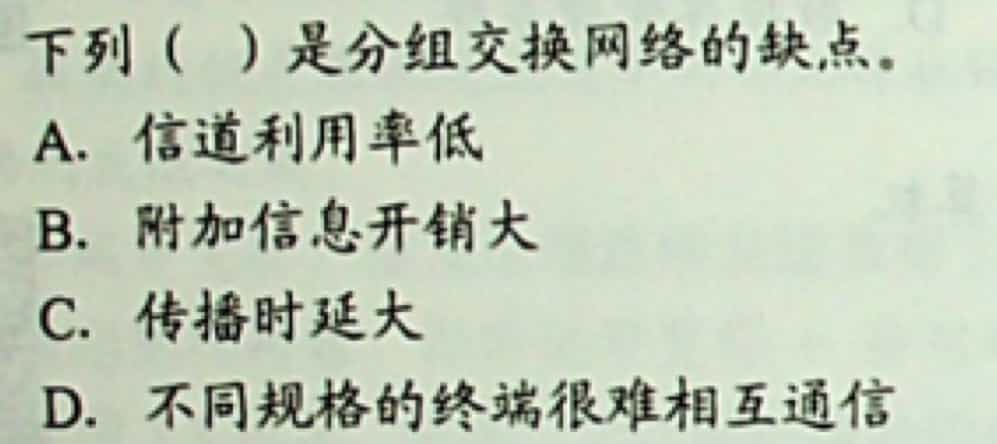 下列（ ）是分组交换网络的缺点。
A. 信道利用率低
B. 附加信息开销大
C. 传播时延大
D. 不同规格的终端很难相互通信